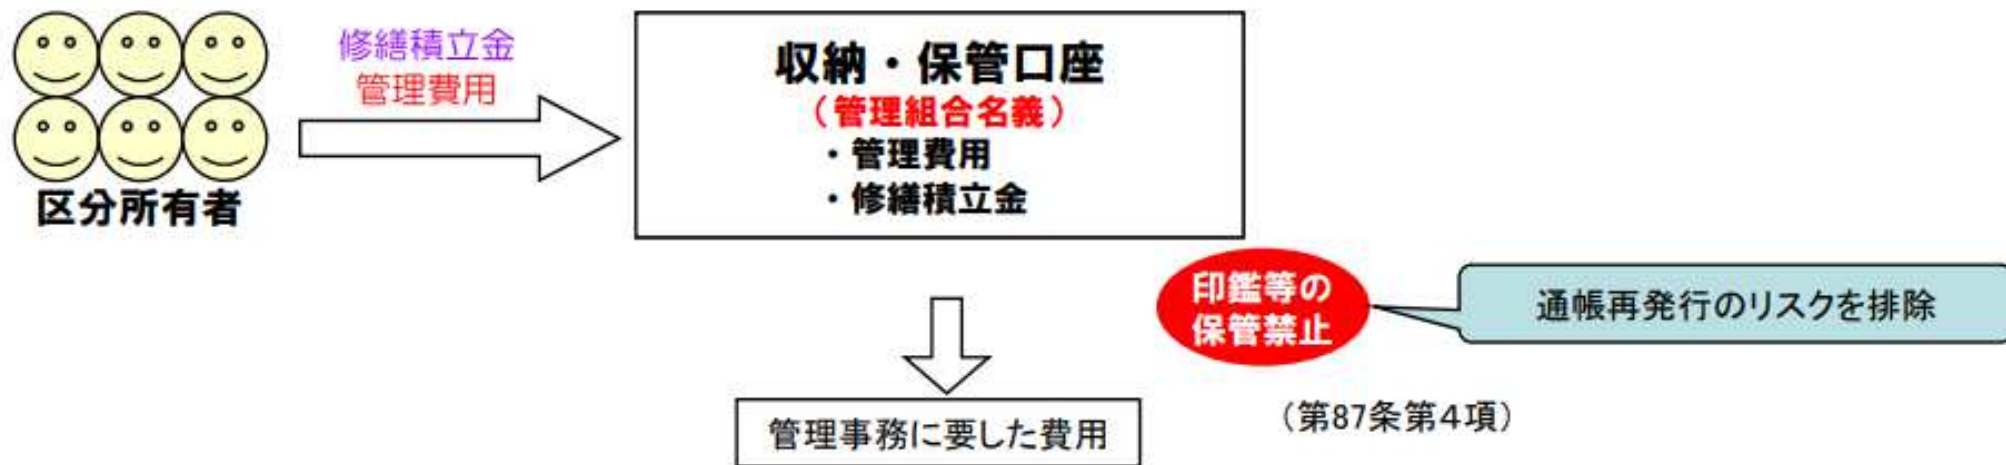 修繕積立金
管理費用
区分所有者
収納・保管口座
（管理組合名義）
・管理費用
・修繕積立金
印鑑等の
保管禁止
通帳再発行のリスクを排除
管理事務に要した費用
（第87条第４項）